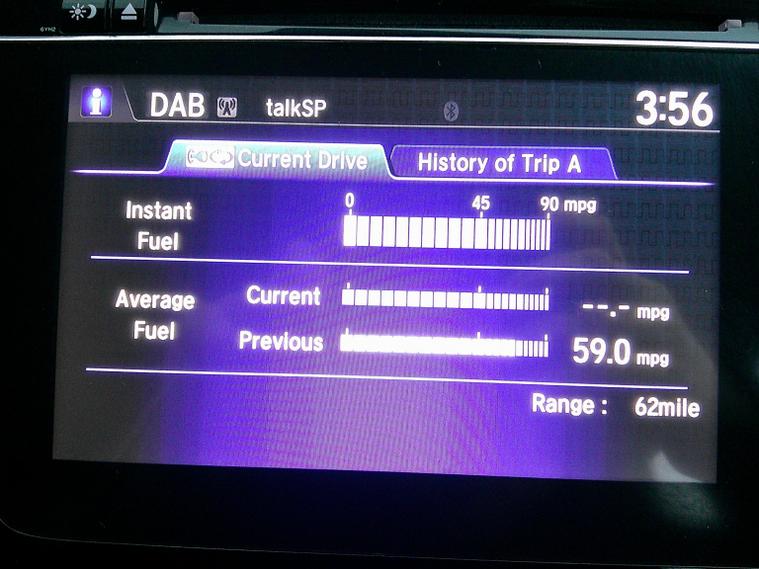 DAB talkSP 3:56
Current Drive History of Trip A
0 45 90 mpg
Instant
Fuel
Average
Fuel
Current --.- mpg
Previous 59.0 mpg
Range : 62mile